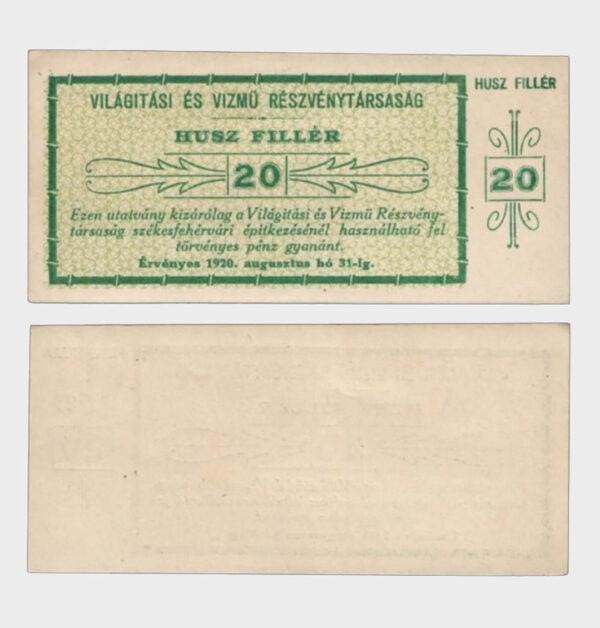 VILÁGITÁSI ÉS VIZMŰ RÉSZVÉNYTÁRSASÁG
HUSZ FILLÉR
20
Ezen utalvány kizárólag a Világitási és Vizmű Részvény-
társaság székesfehérvári épitkezésénél használható fel
törvényes pénz gyanánt.
Érvényes 1920. augusztus hó 31-ig.
HUSZ FILLÉR
20